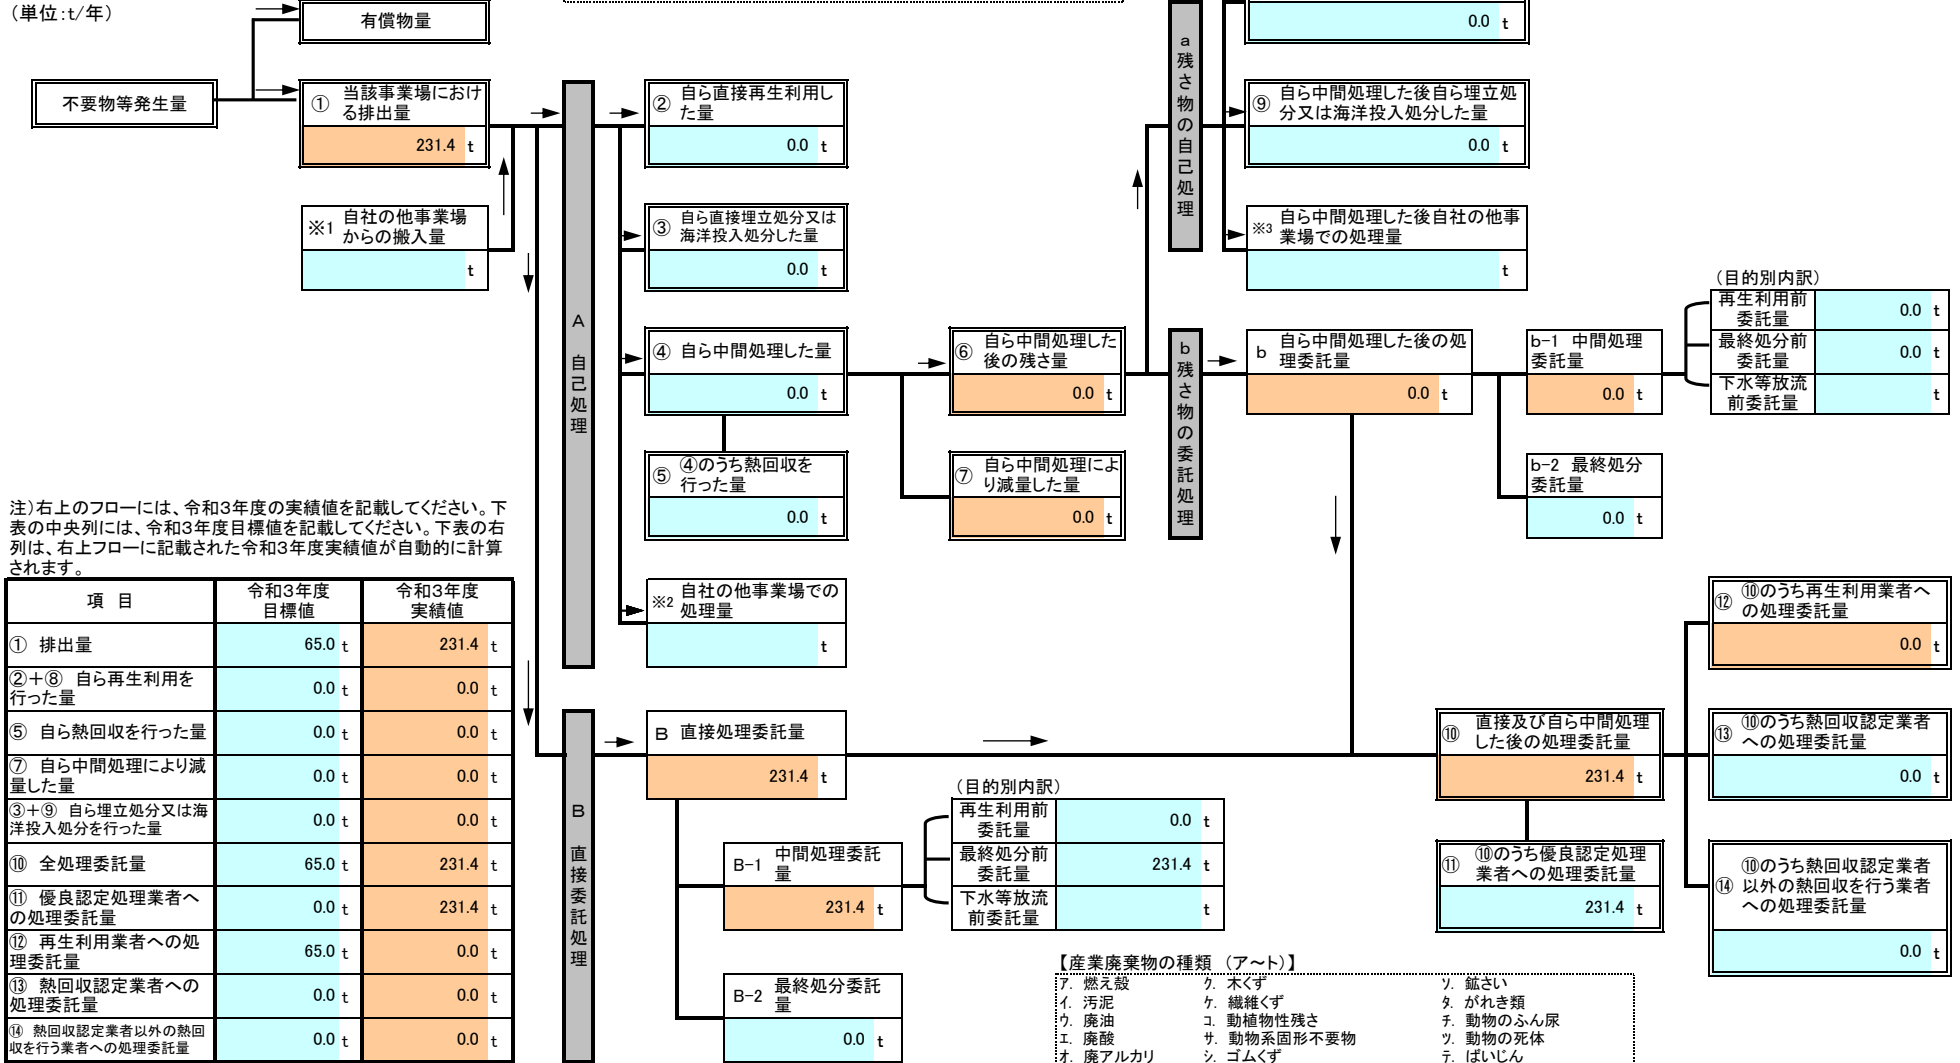 （単位：t/年）
有償物量
不要物等発生量
① 当該事業場におけ
る排出量
231.4 t
※1 自社の他事業場
からの搬入量
t
A 自己処理
② 自ら直接再生利用し
た量
0.0 t
③ 自ら直接埋立処分又は
海洋投入処分した量
0.0 t
④ 自ら中間処理した量
0.0 t
⑤ ④のうち熱回収を
行った量
0.0 t
※2 自社の他事業場での
処理量
t
⑥ 自ら中間処理した
後の残さ量
0.0 t
⑦ 自ら中間処理によ
り減量した量
0.0 t
a 残さ物の自己処理
0.0 t
⑨ 自ら中間処理した後自ら埋立処
分又は海洋投入処分した量
0.0 t
※3 自ら中間処理した後自社の他事
業場での処理量
t
b 残さ物の委託処理
b 自ら中間処理した後の処
理委託量
0.0 t
b-1 中間処理
委託量
0.0 t
（目的別内訳）
再生利用前
委託量
0.0 t
最終処分前
委託量
0.0 t
下水等放流
前委託量
t
b-2 最終処分
委託量
0.0 t
注）右上のフローには、令和3年度の実績値を記載してください。下
表の中央列には、令和3年度目標値を記載してください。下表の右
列は、右上フローに記載された令和3年度実績値が自動的に計算
されます。
項 目 令和3年度 目標値 令和3年度 実績値
① 排出量 65.0 t 231.4 t
②＋⑧ 自ら再生利用を
行った量 0.0 t 0.0 t
⑤ 自ら熱回収を行った量 0.0 t 0.0 t
⑦ 自ら中間処理により減
量した量 0.0 t 0.0 t
③＋⑨ 自ら埋立処分又は海
洋投入処分を行った量 0.0 t 0.0 t
⑩ 全処理委託量 65.0 t 231.4 t
⑪ 優良認定処理業者へ
の処理委託量 0.0 t 231.4 t
⑫ 再生利用業者への処
理委託量 65.0 t 0.0 t
⑬ 熱回収認定業者への
処理委託量 0.0 t 0.0 t
⑭ 熱回収認定業者以外の熱回
収を行う業者への処理委託量 0.0 t 0.0 t
B 直接委託処理
B 直接処理委託量
231.4 t
B-1 中間処理委託
量
231.4 t
（目的別内訳）
再生利用前
委託量
0.0 t
最終処分前
委託量
231.4 t
下水等放流
前委託量
t
B-2 最終処分委託
量
0.0 t
⑩ 直接及び自ら中間処理
した後の処理委託量
231.4 t
⑪ ⑩のうち優良認定処理
業者への処理委託量
231.4 t
⑫ ⑩のうち再生利用業者へ
の処理委託量
0.0 t
⑬ ⑩のうち熱回収認定業者
への処理委託量
0.0 t
⑭ ⑩のうち熱回収認定業者
以外の熱回収を行う業者
への処理委託量
0.0 t
【産業廃棄物の種類 （ア～ト）】
ア. 燃え殻 ク. 木くず ソ. 鉱さい
イ. 汚泥 ケ. 繊維くず タ. がれき類
ウ. 廃油 コ. 動植物性残さ チ. 動物のふん尿
エ. 廃酸 サ. 動物系固形不要物 ツ. 動物の死体
オ. 廃アルカリ シ. ゴムくず テ. ばいじん